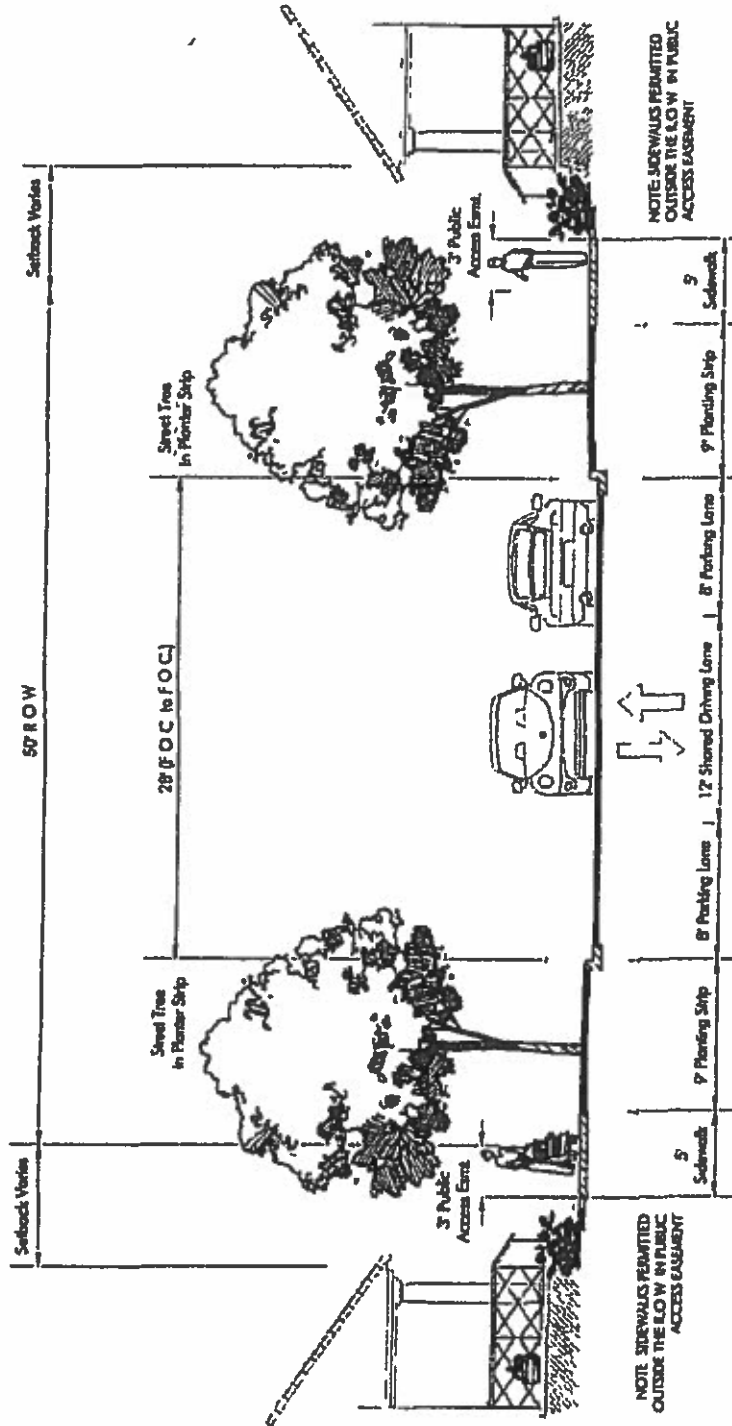 50' R O W
Setback Varies
Setback Varies
28' (F O C to F O C)
Street Tree
In Planter Strip
Street Tree
In Planter Strip
3' Public
Access Esmt.
3' Public
Access Esmt.
5'
Sidewalk
9' Planting Strip
8' Parking Lane
12' Shared Driving Lane
8' Parking Lane
9' Planting Strip
5'
Sidewalk
NOTE SIDEWALKS PERMITTED
OUTSIDE THE R.O W IN PUBLIC
ACCESS EASEMENT
NOTE SIDEWALKS PERMITTED
OUTSIDE THE R.O W IN PUBLIC
ACCESS EASEMENT